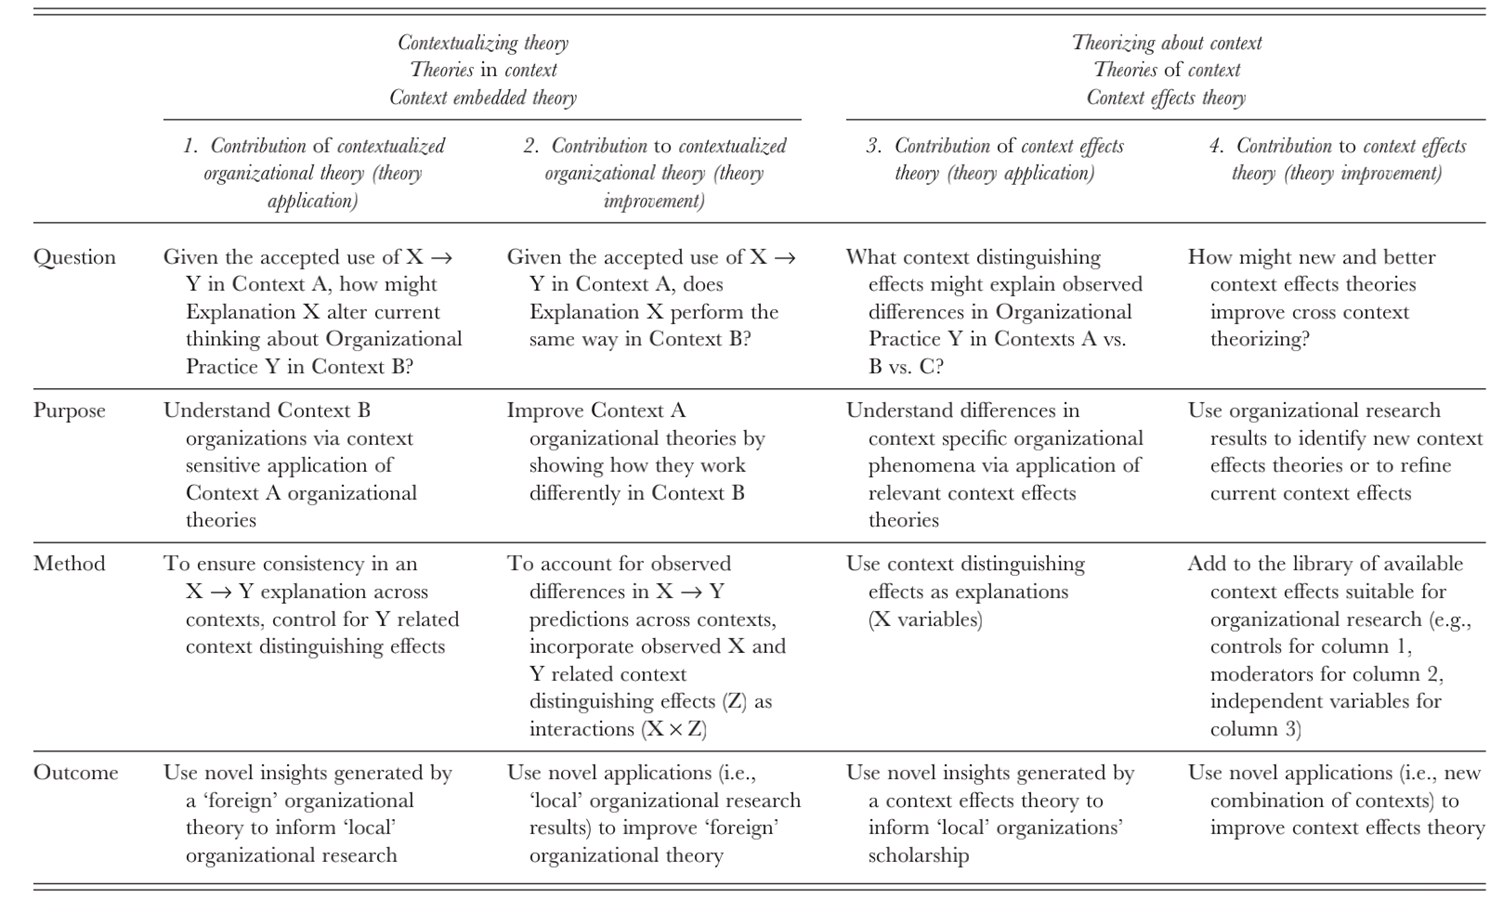 Contextualizing theory
Theories in context
Context embedded theory
Theorizing about context
Theories of context
Context effects theory
1. Contribution of contextualized
organizational theory (theory
application)
2. Contribution to contextualized
organizational theory (theory
improvement)
3. Contribution of context effects
theory (theory application)
4. Contribution to context effects
theory (theory improvement)
Question
Given the accepted use of X →
Y in Context A, how might
Explanation X alter current
thinking about Organizational
Practice Y in Context B?
Given the accepted use of X →
Y in Context A, does
Explanation X perform the
same way in Context B?
What context distinguishing
effects might explain observed
differences in Organizational
Practice Y in Contexts A vs.
B vs. C?
How might new and better
context effects theories
improve cross context
theorizing?
Purpose
Understand Context B
organizations via context
sensitive application of
Context A organizational
theories
Improve Context A
organizational theories by
showing how they work
differently in Context B
Understand differences in
context specific organizational
phenomena via application of
relevant context effects
theories
Use organizational research
results to identify new context
effects theories or to refine
current context effects
Method
To ensure consistency in an
X → Y explanation across
contexts, control for Y related
context distinguishing effects
To account for observed
differences in X → Y
predictions across contexts,
incorporate observed X and
Y related context
distinguishing effects (Z) as
interactions (X × Z)
Use context distinguishing
effects as explanations
(X variables)
Add to the library of available
context effects suitable for
organizational research (e.g.,
controls for column 1,
moderators for column 2,
independent variables for
column 3)
Outcome
Use novel insights generated by
a ‘foreign’ organizational
theory to inform ‘local’
organizational research
Use novel applications (i.e.,
‘local’ organizational research
results) to improve ‘foreign’
organizational theory
Use novel insights generated by
a context effects theory to
inform ‘local’ organizations’
scholarship
Use novel applications (i.e., new
combination of contexts) to
improve context effects theory